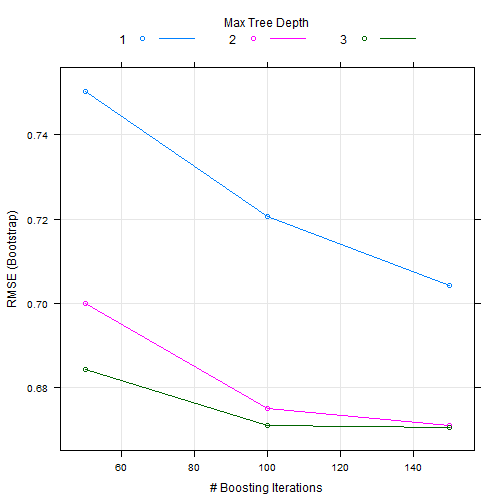 Max Tree Depth
1 2 3
RMSE (Bootstrap)
0.74
0.72
0.70
0.68
60 80 100 120 140
# Boosting Iterations